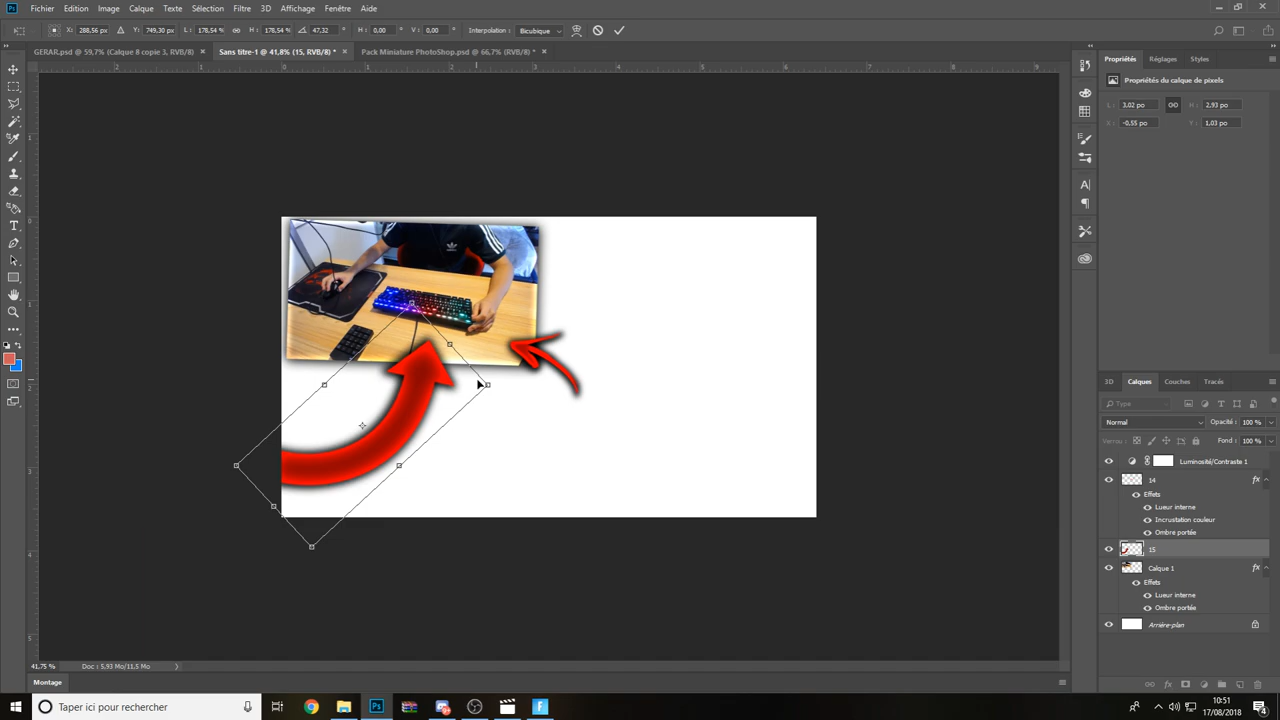 Ps Fichier Edition Image Calque Texte Sélection Filtre 3D Affichage Fenêtre Aide
X: 288,56 px Y: 749,30 px L: 178,54 % H: 178,54 % 47,32 H: 0,00 V: 0,00 Interpolation: Bicubique
GERAR.psd @ 59,7% (Calque 8 copie 3, RVB/8) × Sans titre-1 @ 41,8% (15, RVB/8) * × Pack Miniature PhotoShop.psd @ 66,7% (RVB/8) * ×
Propriétés Réglages Styles
Propriétés du calque de pixels
L: 3,02 po H: 2,93 po
X: -0,55 po Y: 1,03 po
3D Calques Couches Tracés
Type
Normal Opacité: 100 %
Verrou: Fond: 100 %
Luminosité/Contraste 1
14 fx
Effets
Lueur interne
Incrustation couleur
Ombre portée
15
Calque 1 fx
Effets
Lueur interne
Ombre portée
Arrière-plan
41,75 % Doc : 5,93 Mo/11,5 Mo
Montage
Taper ici pour rechercher
10:51
17/08/2018